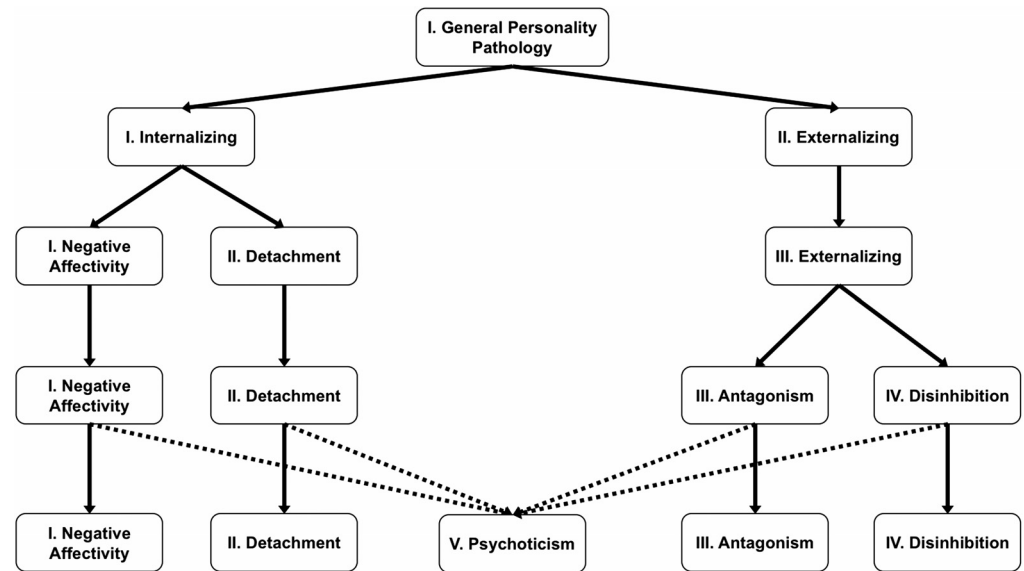 I. General Personality
Pathology
I. Internalizing
II. Externalizing
I. Negative
Affectivity
II. Detachment
III. Externalizing
I. Negative
Affectivity
II. Detachment
III. Antagonism
IV. Disinhibition
I. Negative
Affectivity
II. Detachment
V. Psychoticism
III. Antagonism
IV. Disinhibition